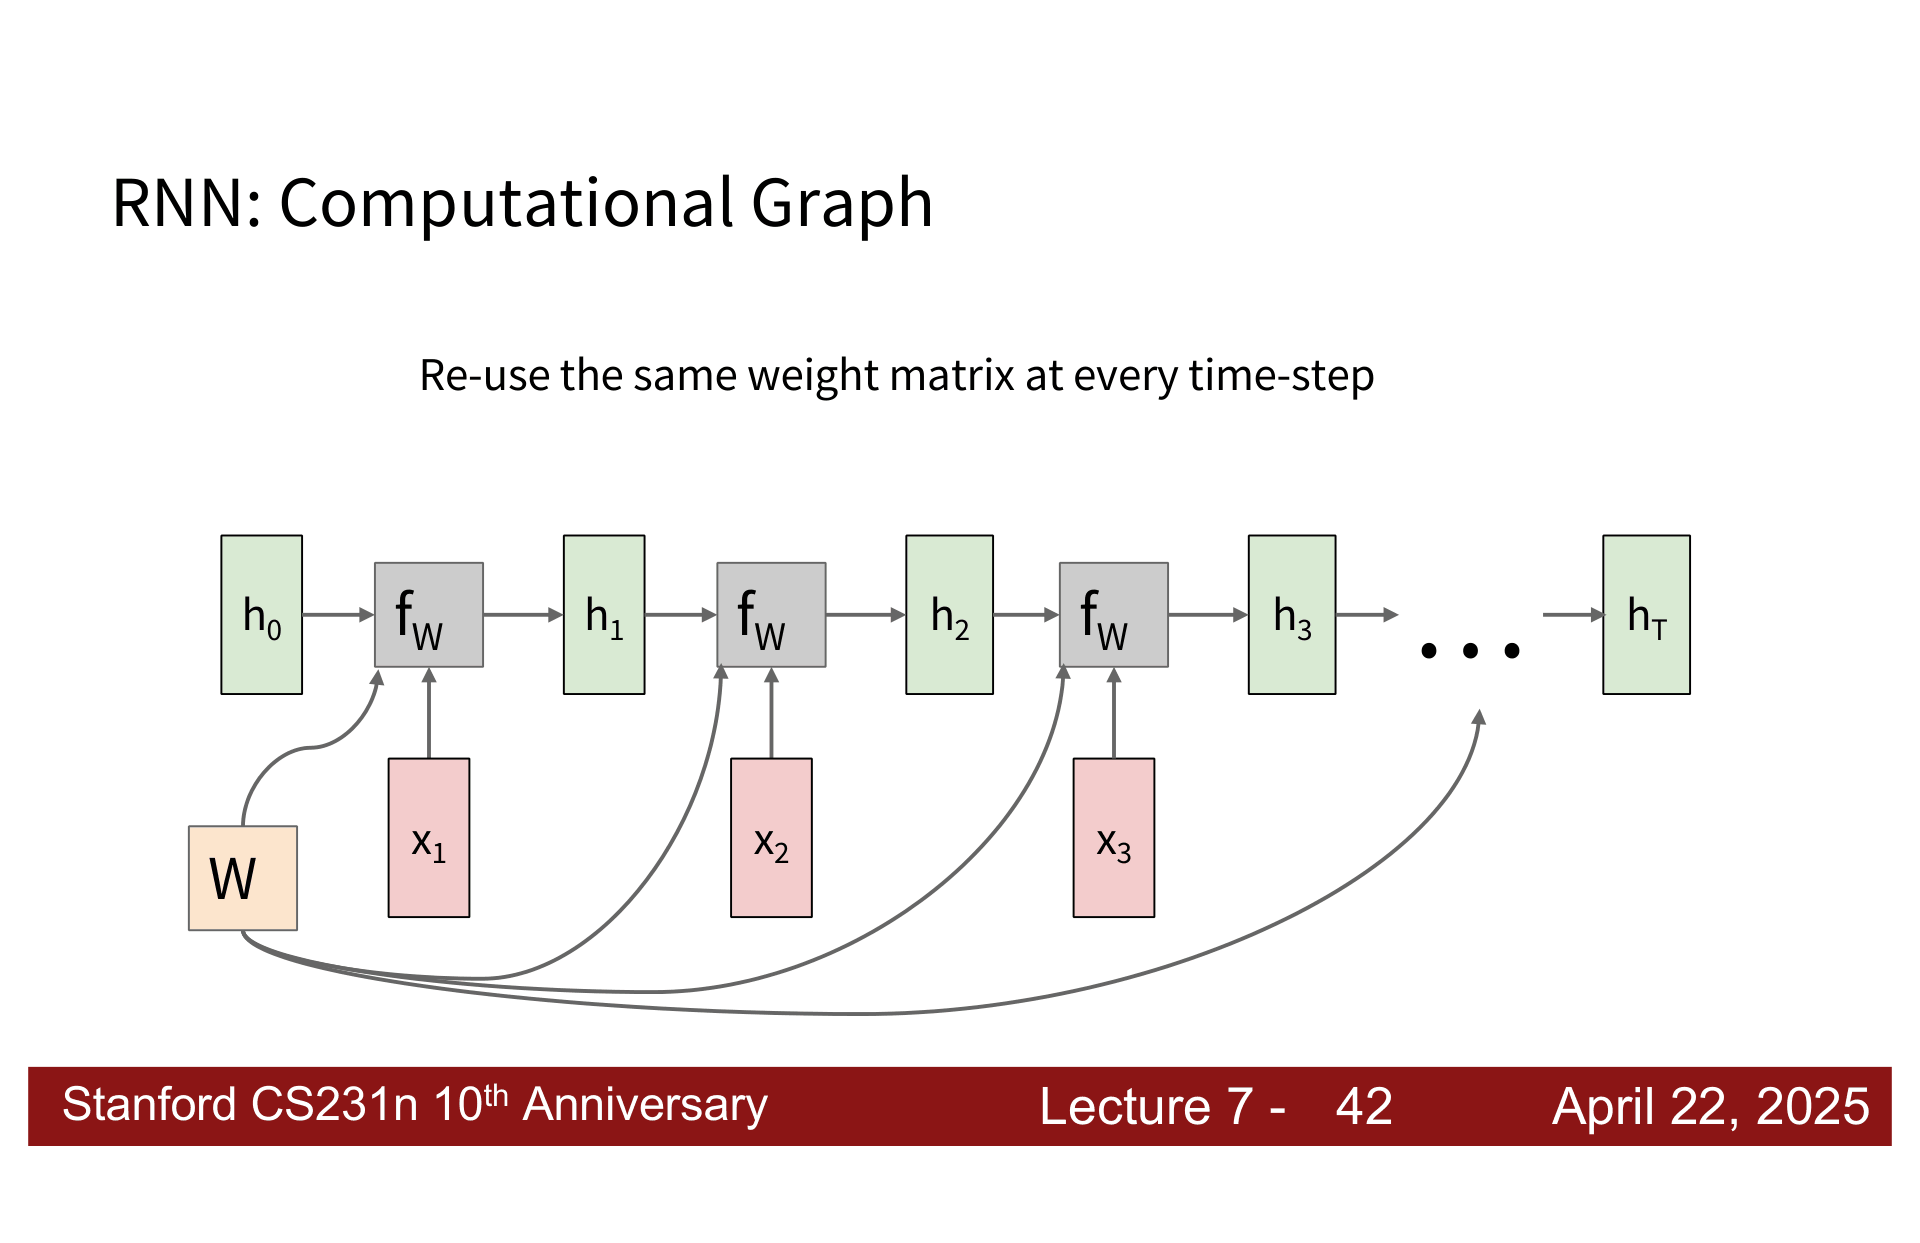 RNN: Computational Graph
Re-use the same weight matrix at every time-step
h0 fW h1 fW h2 fW h3 ... hT
x1 x2 x3
W
Stanford CS231n 10th Anniversary Lecture 7 - 42 April 22, 2025